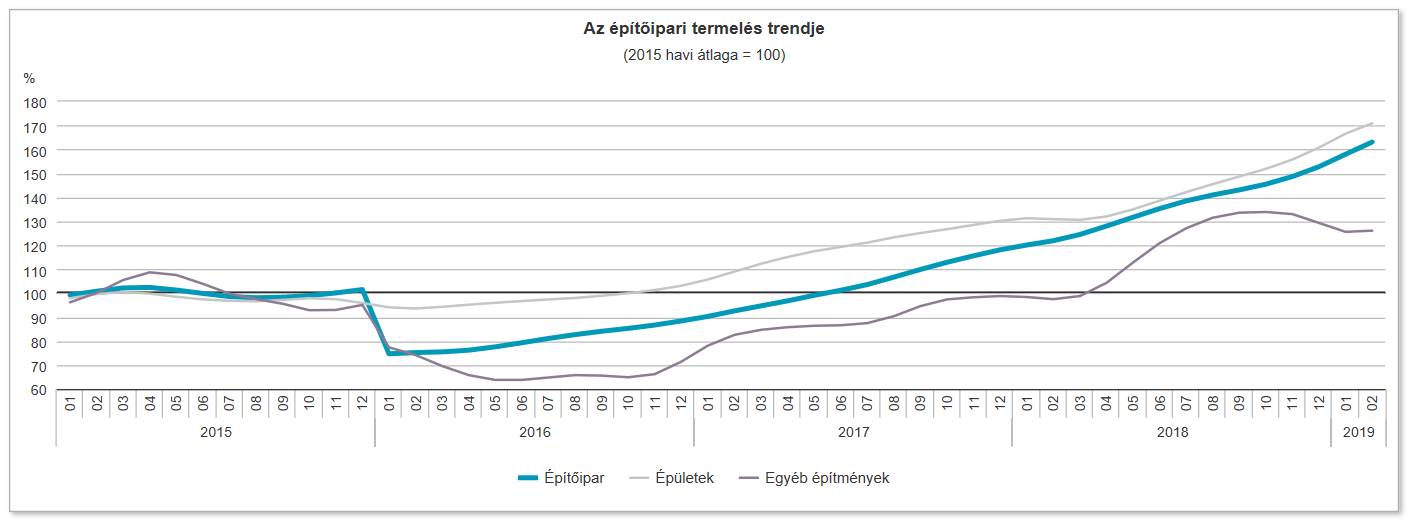 Az építőipari termelés trendje
(2015 havi átlaga = 100)
%
180
170
160
150
140
130
120
110
100
90
80
70
60
01 02 03 04 05 06 07 08 09 10 11 12 01 02 03 04 05 06 07 08 09 10 11 12 01 02 03 04 05 06 07 08 09 10 11 12 01 02 03 04 05 06 07 08 09 10 11 12 01 02
2015 2016 2017 2018 2019
Építőipar Épületek Egyéb építmények